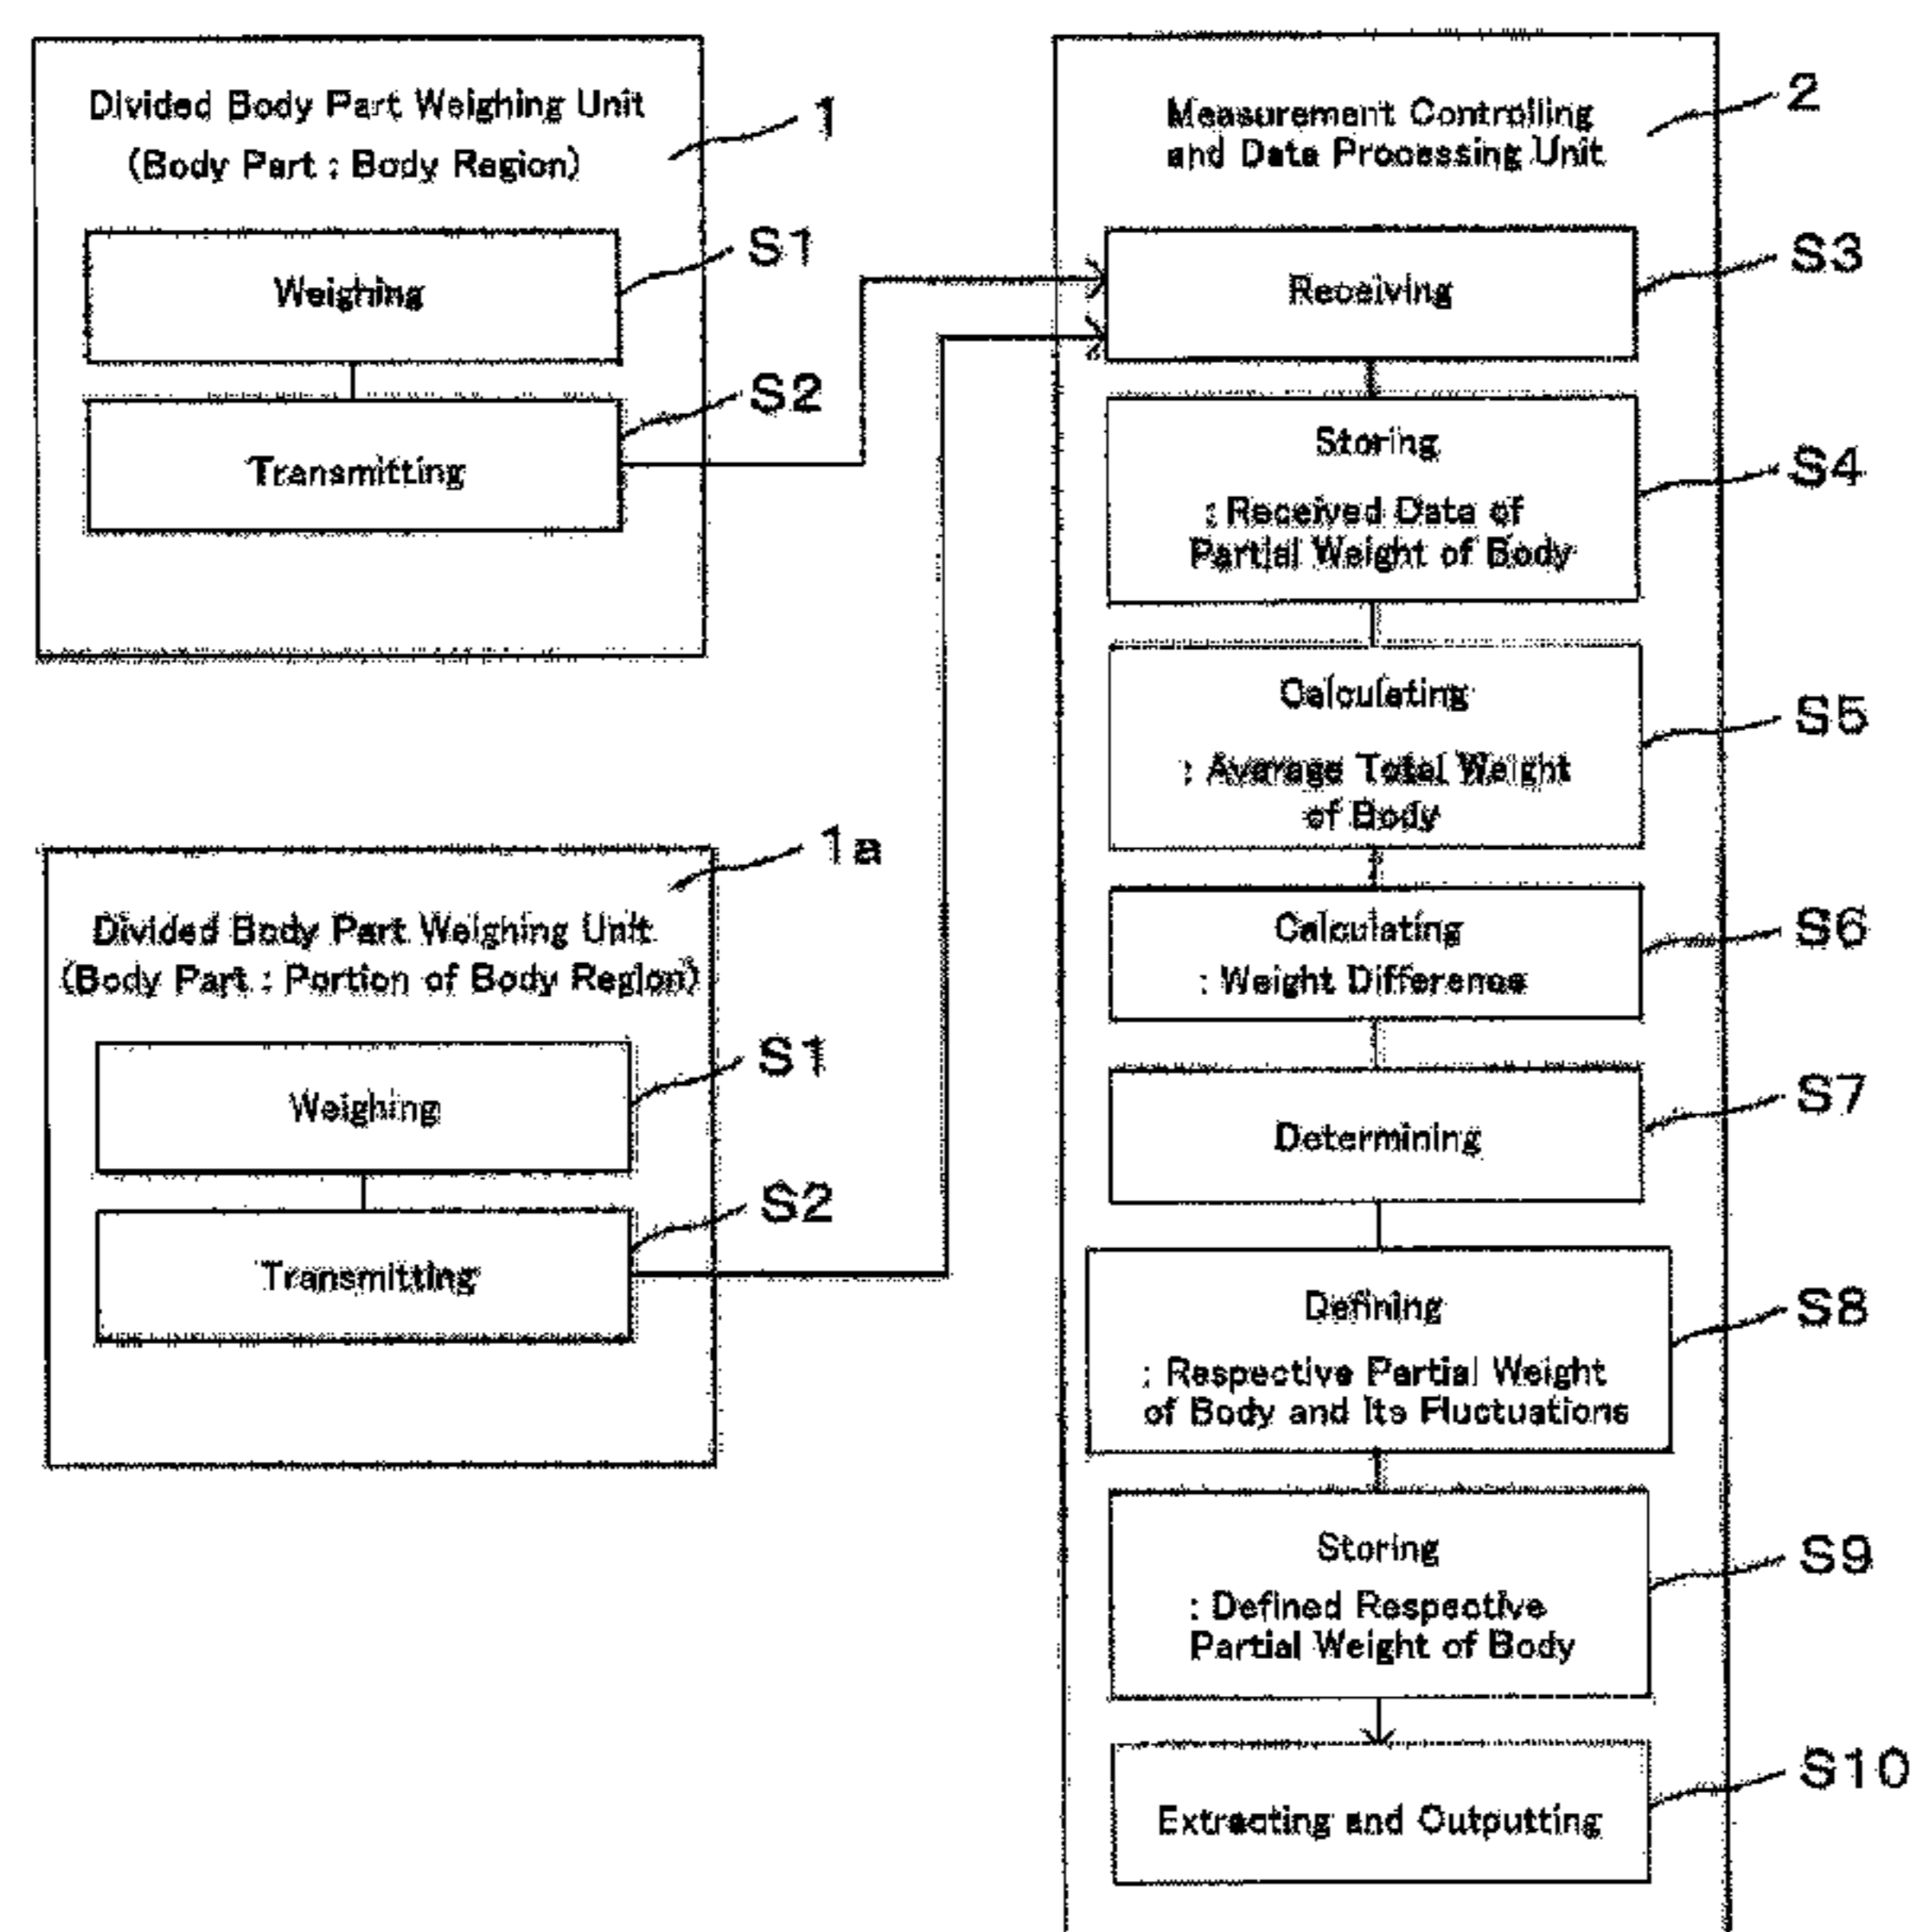 Divided Body Part Weighing Unit
(Body Part : Body Region)
1
Weighing
S1
Transmitting
S2
Divided Body Part Weighing Unit
(Body Part : Portion of Body Region)
1a
Weighing
S1
Transmitting
S2
Measurement Controlling
and Data Processing Unit
2
Receiving
S3
Storing
: Received Data of
Partial Weight of Body
S4
Calculating
: Average Total Weight
of Body
S5
Calculating
: Weight Difference
S6
Determining
S7
Defining
: Respective Partial Weight
of Body and Its Fluctuations
S8
Storing
: Defined Respective
Partial Weight of Body
S9
Extracting and Outputting
S10